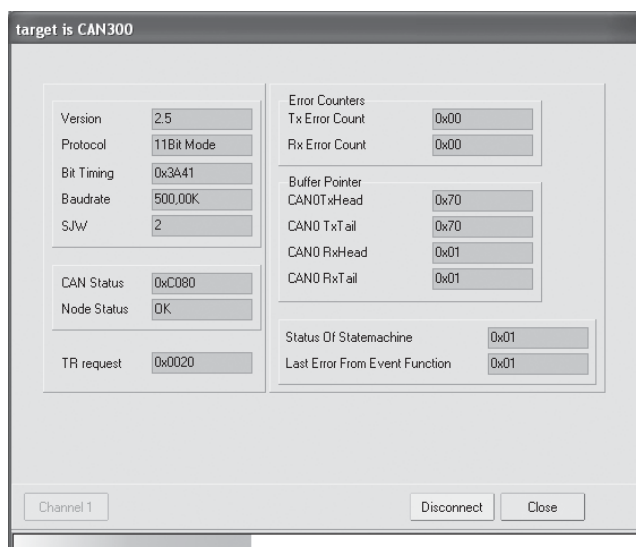 target is CAN300
Version 2.5
Protocol 11Bit Mode
Bit Timing 0x3A41
Baudrate 500,00K
SJW 2
CAN Status 0xC080
Node Status OK
TR request 0x0020
Error Counters
Tx Error Count 0x00
Rx Error Count 0x00
Buffer Pointer
CAN0TxHead 0x70
CAN0 TxTail 0x70
CAN0 RxHead 0x01
CAN0 RxTail 0x01
Status Of Statemachine 0x01
Last Error From Event Function 0x01
Channel 1 Disconnect Close